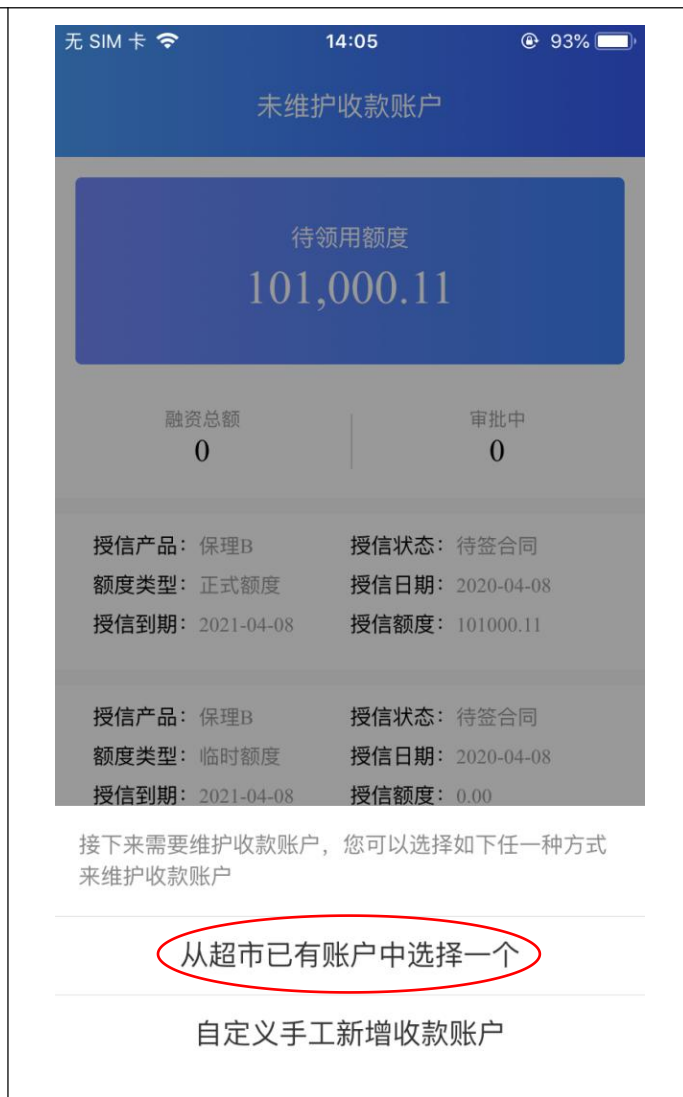 无 SIM 卡 14:05 93%
未维护收款账户
待领用额度
101,000.11
融资总额 审批中
0 0
授信产品：保理B 授信状态：待签合同
额度类型：正式额度 授信日期：2020-04-08
授信到期：2021-04-08 授信额度：101000.11
授信产品：保理B 授信状态：待签合同
额度类型：临时额度 授信日期：2020-04-08
授信到期：2021-04-08 授信额度：0.00
接下来需要维护收款账户，您可以选择如下任一种方式
来维护收款账户
从超市已有账户中选择一个
自定义手工新增收款账户